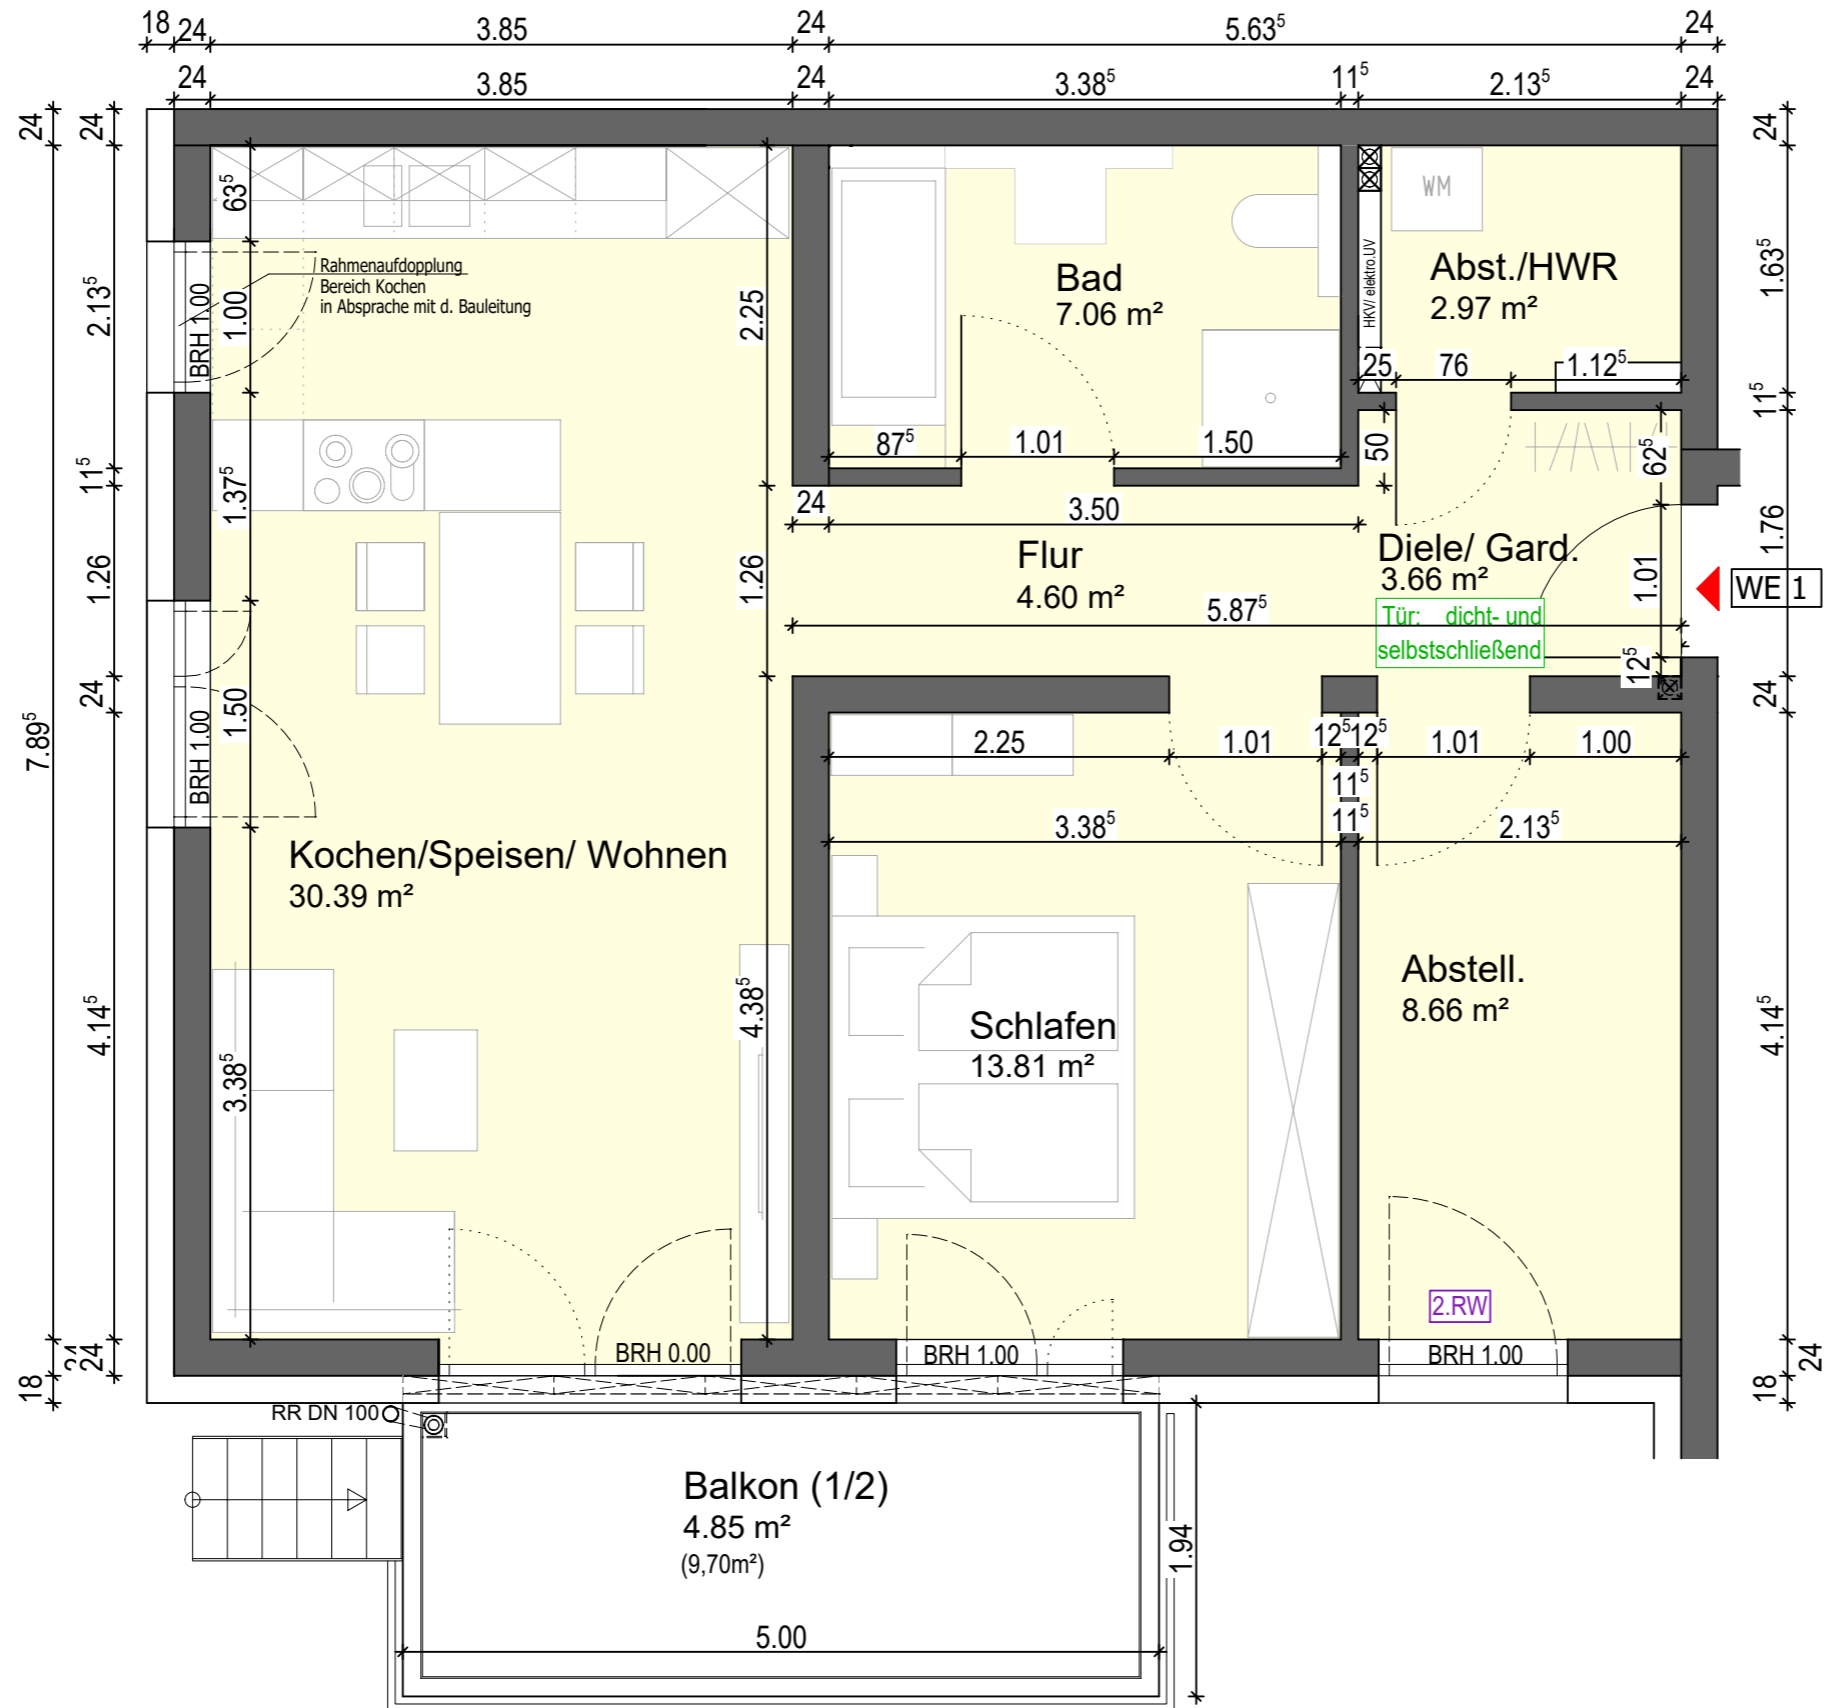 18 24 3.85 24 5.63⁵ 24
24 3.85 24 3.38⁵ 11⁵ 2.13⁵ 24
24 24 24
63⁵
WM
Rahmenaufdopplung
Bereich Kochen
in Absprache mit d. Bauleitung
Bad
7.06 m²
Abst./HWR
2.97 m²
HKV/ elektro.UV
2.13⁵ BRH 1.00 1.00 2.25 1.63⁵
25 76 1.12⁵
87⁵ 1.01 1.50 50 62⁵ 11⁵
11⁵ 1.37⁵
24 3.50
Flur
4.60 m²
Diele/ Gard.
3.66 m²
1.26 1.26 1.01 1.76
WE 1
5.87⁵
Tür: dicht- und
selbstschließend
12⁵
24 24
7.89⁵ BRH 1.00 1.50
2.25 1.01 12⁵ 12⁵ 1.01 1.00
11⁵
3.38⁵ 11⁵ 2.13⁵
Kochen/Speisen/ Wohnen
30.39 m²
Abstell.
8.66 m²
Schlafen
13.81 m²
4.14⁵ 3.38⁵ 4.38⁵ 4.14⁵
2.RW
BRH 0.00 BRH 1.00 BRH 1.00
24 24 24
18 18
RR DN 100
Balkon (1/2)
4.85 m²
(9,70m²)
1.94
5.00